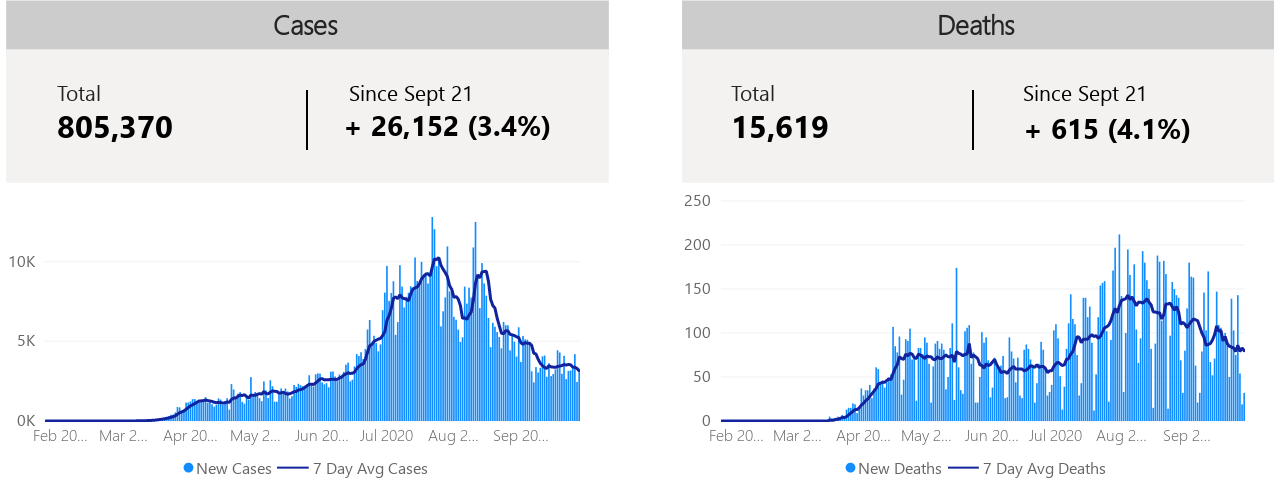 Cases
Total
Since Sept 21
805,370
+ 26,152 (3.4%)
10K
5K
0K
Feb 20... Mar 2... Apr 20... May 2... Jun 20... Jul 2020 Aug 2... Sep 20...
New Cases 7 Day Avg Cases
Deaths
Total
Since Sept 21
15,619
+ 615 (4.1%)
250
200
150
100
50
0
Feb 20... Mar 2... Apr 20... May 2... Jun 20... Jul 2020 Aug 2... Sep 2...
New Deaths 7 Day Avg Deaths